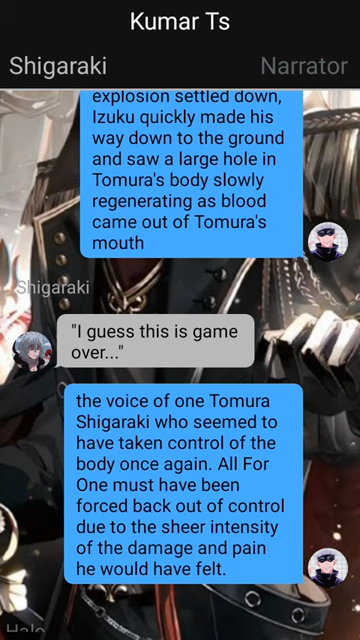 Kumar Ts
Shigaraki
Narrator
explosion settled down,
Izuku quickly made his
way down to the ground
and saw a large hole in
Tomura's body slowly
regenerating as blood
came out of Tomura's
mouth
Shigaraki
"I guess this is game
over..."
the voice of one Tomura
Shigaraki who seemed to
have taken control of the
body once again. All For
One must have been
forced back out of control
due to the sheer intensity
of the damage and pain
he would have felt.